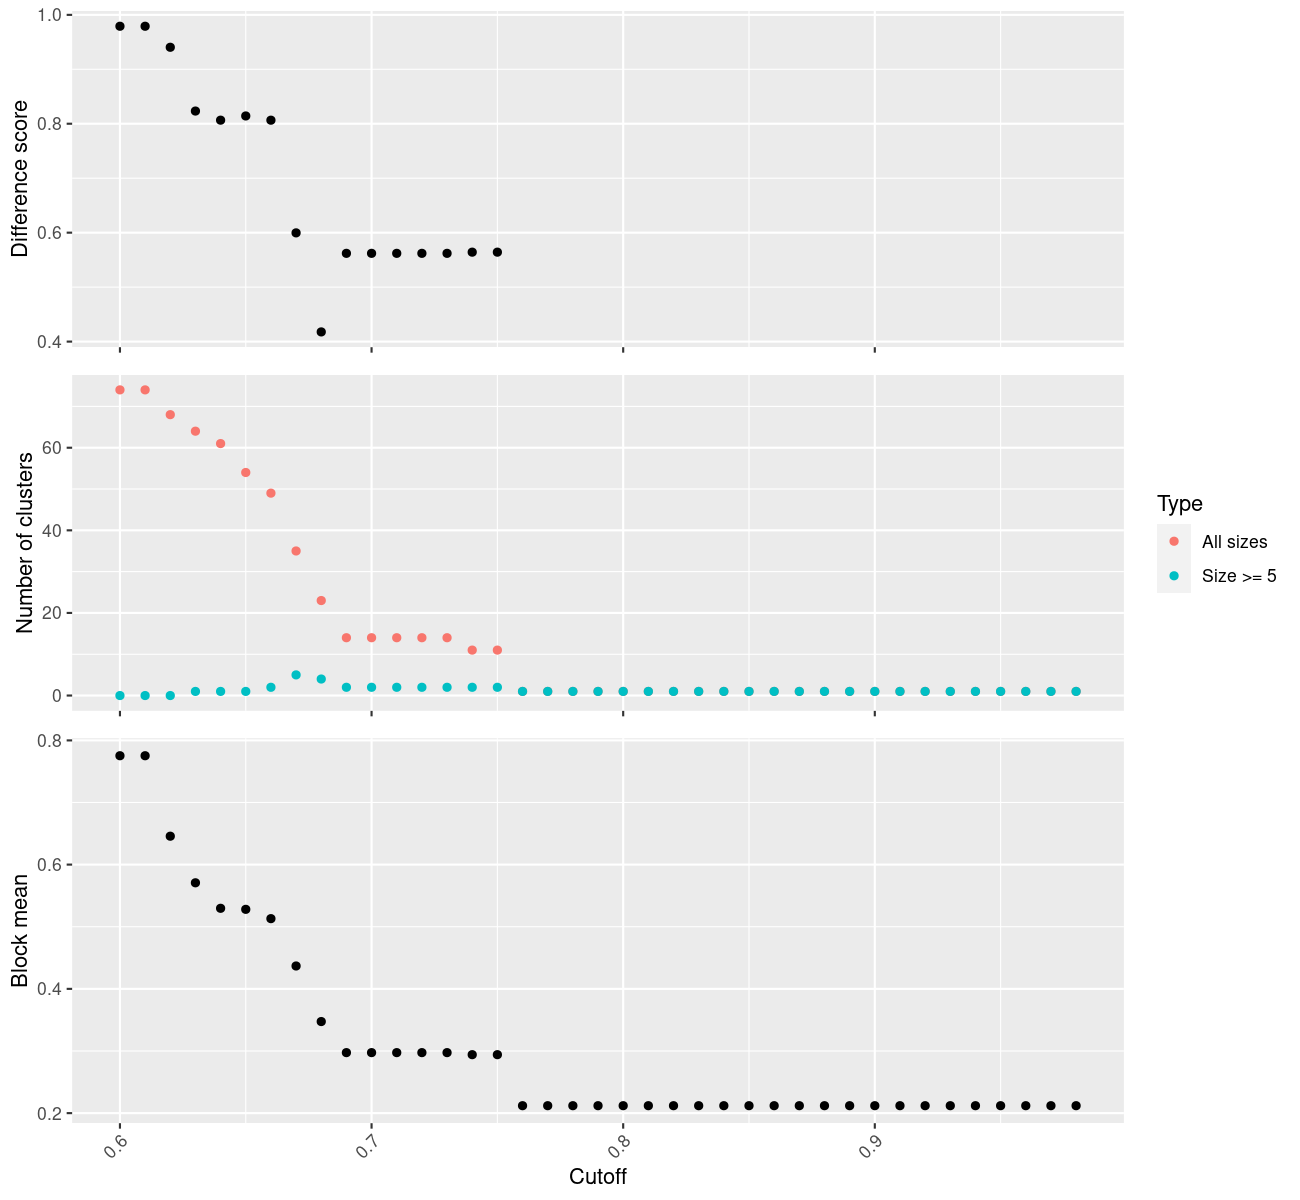 Difference score
1.0
0.8
0.6
0.4
Number of clusters
60
40
20
0
Type
All sizes
Size >= 5
Block mean
0.8
0.6
0.4
0.2
0.6
0.7
0.8
0.9
Cutoff